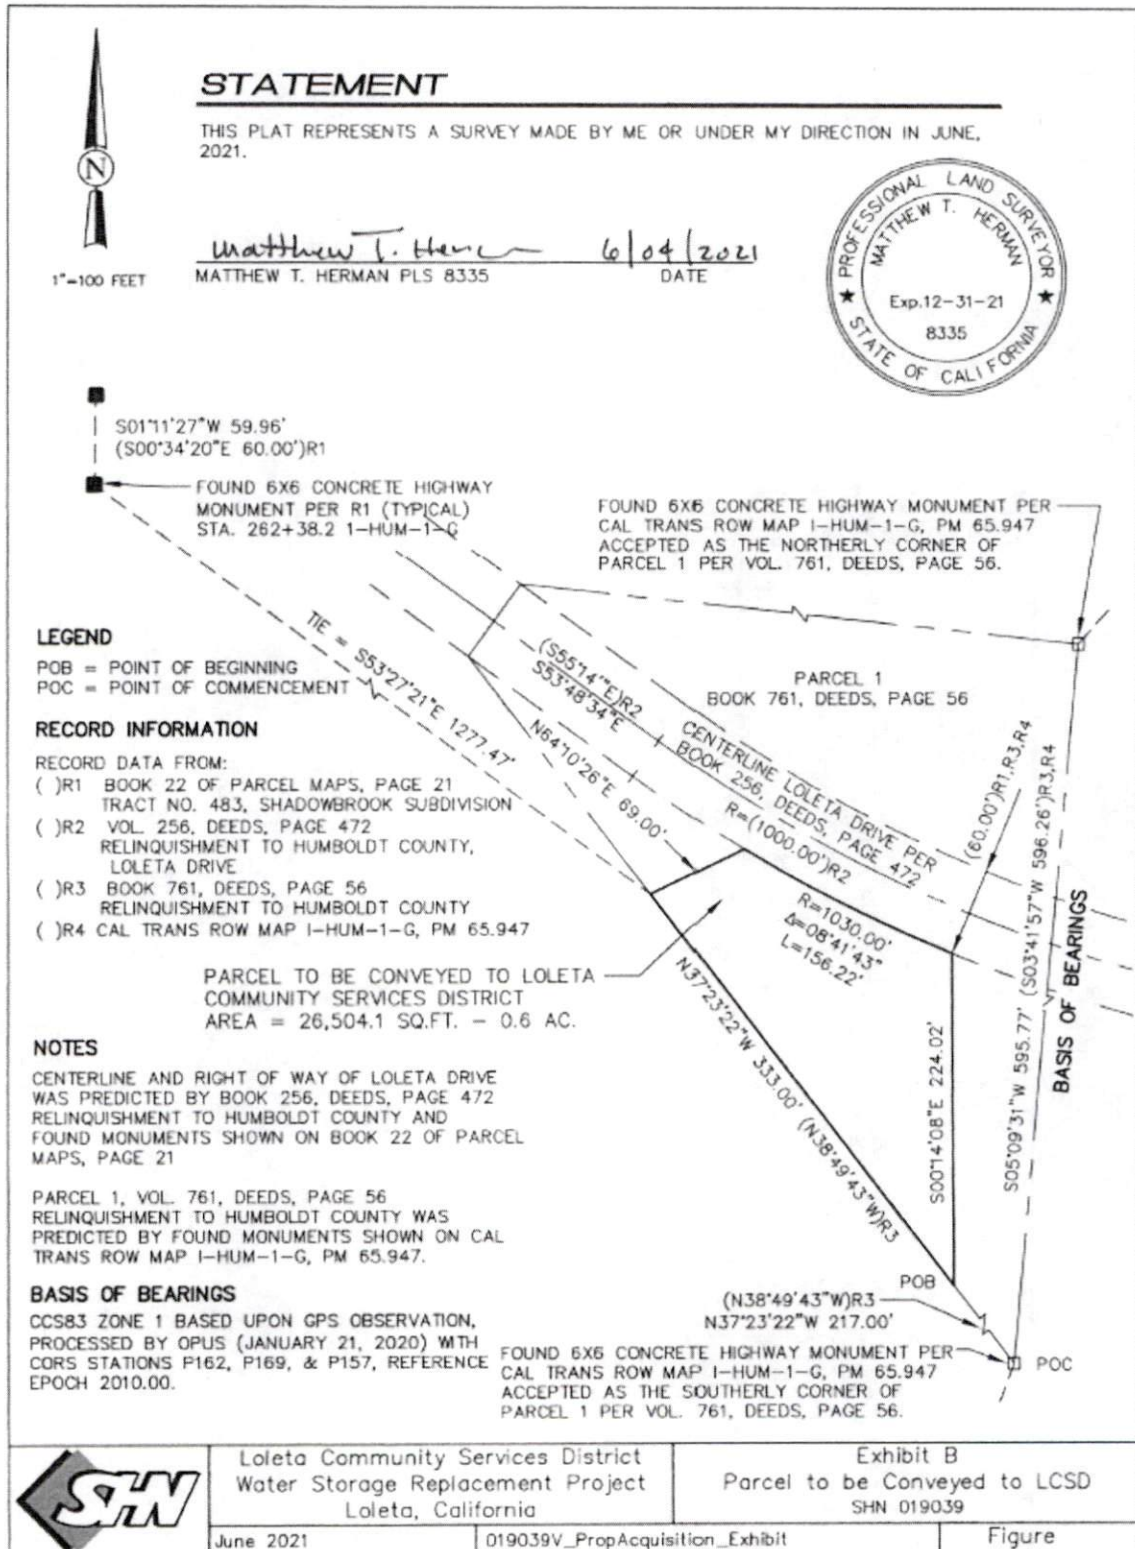 STATEMENT
THIS PLAT REPRESENTS A SURVEY MADE BY ME OR UNDER MY DIRECTION IN JUNE,
2021.
Matthew T. Herman 6/04/2021
MATTHEW T. HERMAN PLS 8335 DATE
N
1"=100 FEET
PROFESSIONAL LAND SURVEYOR
MATTHEW T. HERMAN
Exp.12-31-21
8335
★ STATE OF CALIFORNIA ★
S01°11'27"W 59.96'
(S00°34'20"E 60.00')R1
FOUND 6X6 CONCRETE HIGHWAY
MONUMENT PER R1 (TYPICAL)
STA. 262+38.2 1-HUM-1-G
FOUND 6X6 CONCRETE HIGHWAY MONUMENT PER
CAL TRANS ROW MAP I-HUM-1-G, PM 65.947
ACCEPTED AS THE NORTHERLY CORNER OF
PARCEL 1 PER VOL. 761, DEEDS, PAGE 56.
LEGEND
POB = POINT OF BEGINNING
POC = POINT OF COMMENCEMENT
TIE = S53°27'21"E 1277.47'
(S55°14'"E)R2
S53°48'34"E
PARCEL 1
BOOK 761, DEEDS, PAGE 56
CENTERLINE LOLETA DRIVE PER
BOOK 256, DEEDS, PAGE 472
R=(1000.00')R2
N64°10'26"E 69.00'
(60.00')R1,R3,R4
RECORD INFORMATION
RECORD DATA FROM:
( )R1 BOOK 22 OF PARCEL MAPS, PAGE 21
TRACT NO. 483, SHADOWBROOK SUBDIVISION
( )R2 VOL. 256, DEEDS, PAGE 472
RELINQUISHMENT TO HUMBOLDT COUNTY,
LOLETA DRIVE
( )R3 BOOK 761, DEEDS, PAGE 56
RELINQUISHMENT TO HUMBOLDT COUNTY
( )R4 CAL TRANS ROW MAP I-HUM-1-G, PM 65.947
R=1030.00'
Δ=08°41'43"
L=156.22'
PARCEL TO BE CONVEYED TO LOLETA
COMMUNITY SERVICES DISTRICT
AREA = 26,504.1 SQ.FT. - 0.6 AC.
N37°23'22"W 333.00' (N38°49'43"W)R3
S00°14'08"E 224.02'
S05°09'31"W 595.77' (S03°41'57"W 596.26')R3,R4
BASIS OF BEARINGS
NOTES
CENTERLINE AND RIGHT OF WAY OF LOLETA DRIVE
WAS PREDICTED BY BOOK 256, DEEDS, PAGE 472
RELINQUISHMENT TO HUMBOLDT COUNTY AND
FOUND MONUMENTS SHOWN ON BOOK 22 OF PARCEL
MAPS, PAGE 21
PARCEL 1, VOL. 761, DEEDS, PAGE 56
RELINQUISHMENT TO HUMBOLDT COUNTY WAS
PREDICTED BY FOUND MONUMENTS SHOWN ON CAL
TRANS ROW MAP I-HUM-1-G, PM 65.947.
BASIS OF BEARINGS
CCS83 ZONE 1 BASED UPON GPS OBSERVATION,
PROCESSED BY OPUS (JANUARY 21, 2020) WITH
CORS STATIONS P162, P169, & P157, REFERENCE
EPOCH 2010.00.
POB
(N38°49'43"W)R3
N37°23'22"W 217.00'
FOUND 6X6 CONCRETE HIGHWAY MONUMENT PER
CAL TRANS ROW MAP I-HUM-1-G, PM 65.947
ACCEPTED AS THE SOUTHERLY CORNER OF
PARCEL 1 PER VOL. 761, DEEDS, PAGE 56.
POC
SHN
Loleta Community Services District
Water Storage Replacement Project
Loleta, California
Exhibit B
Parcel to be Conveyed to LCSD
SHN 019039
June 2021
019039V_PropAcquisition_Exhibit
Figure